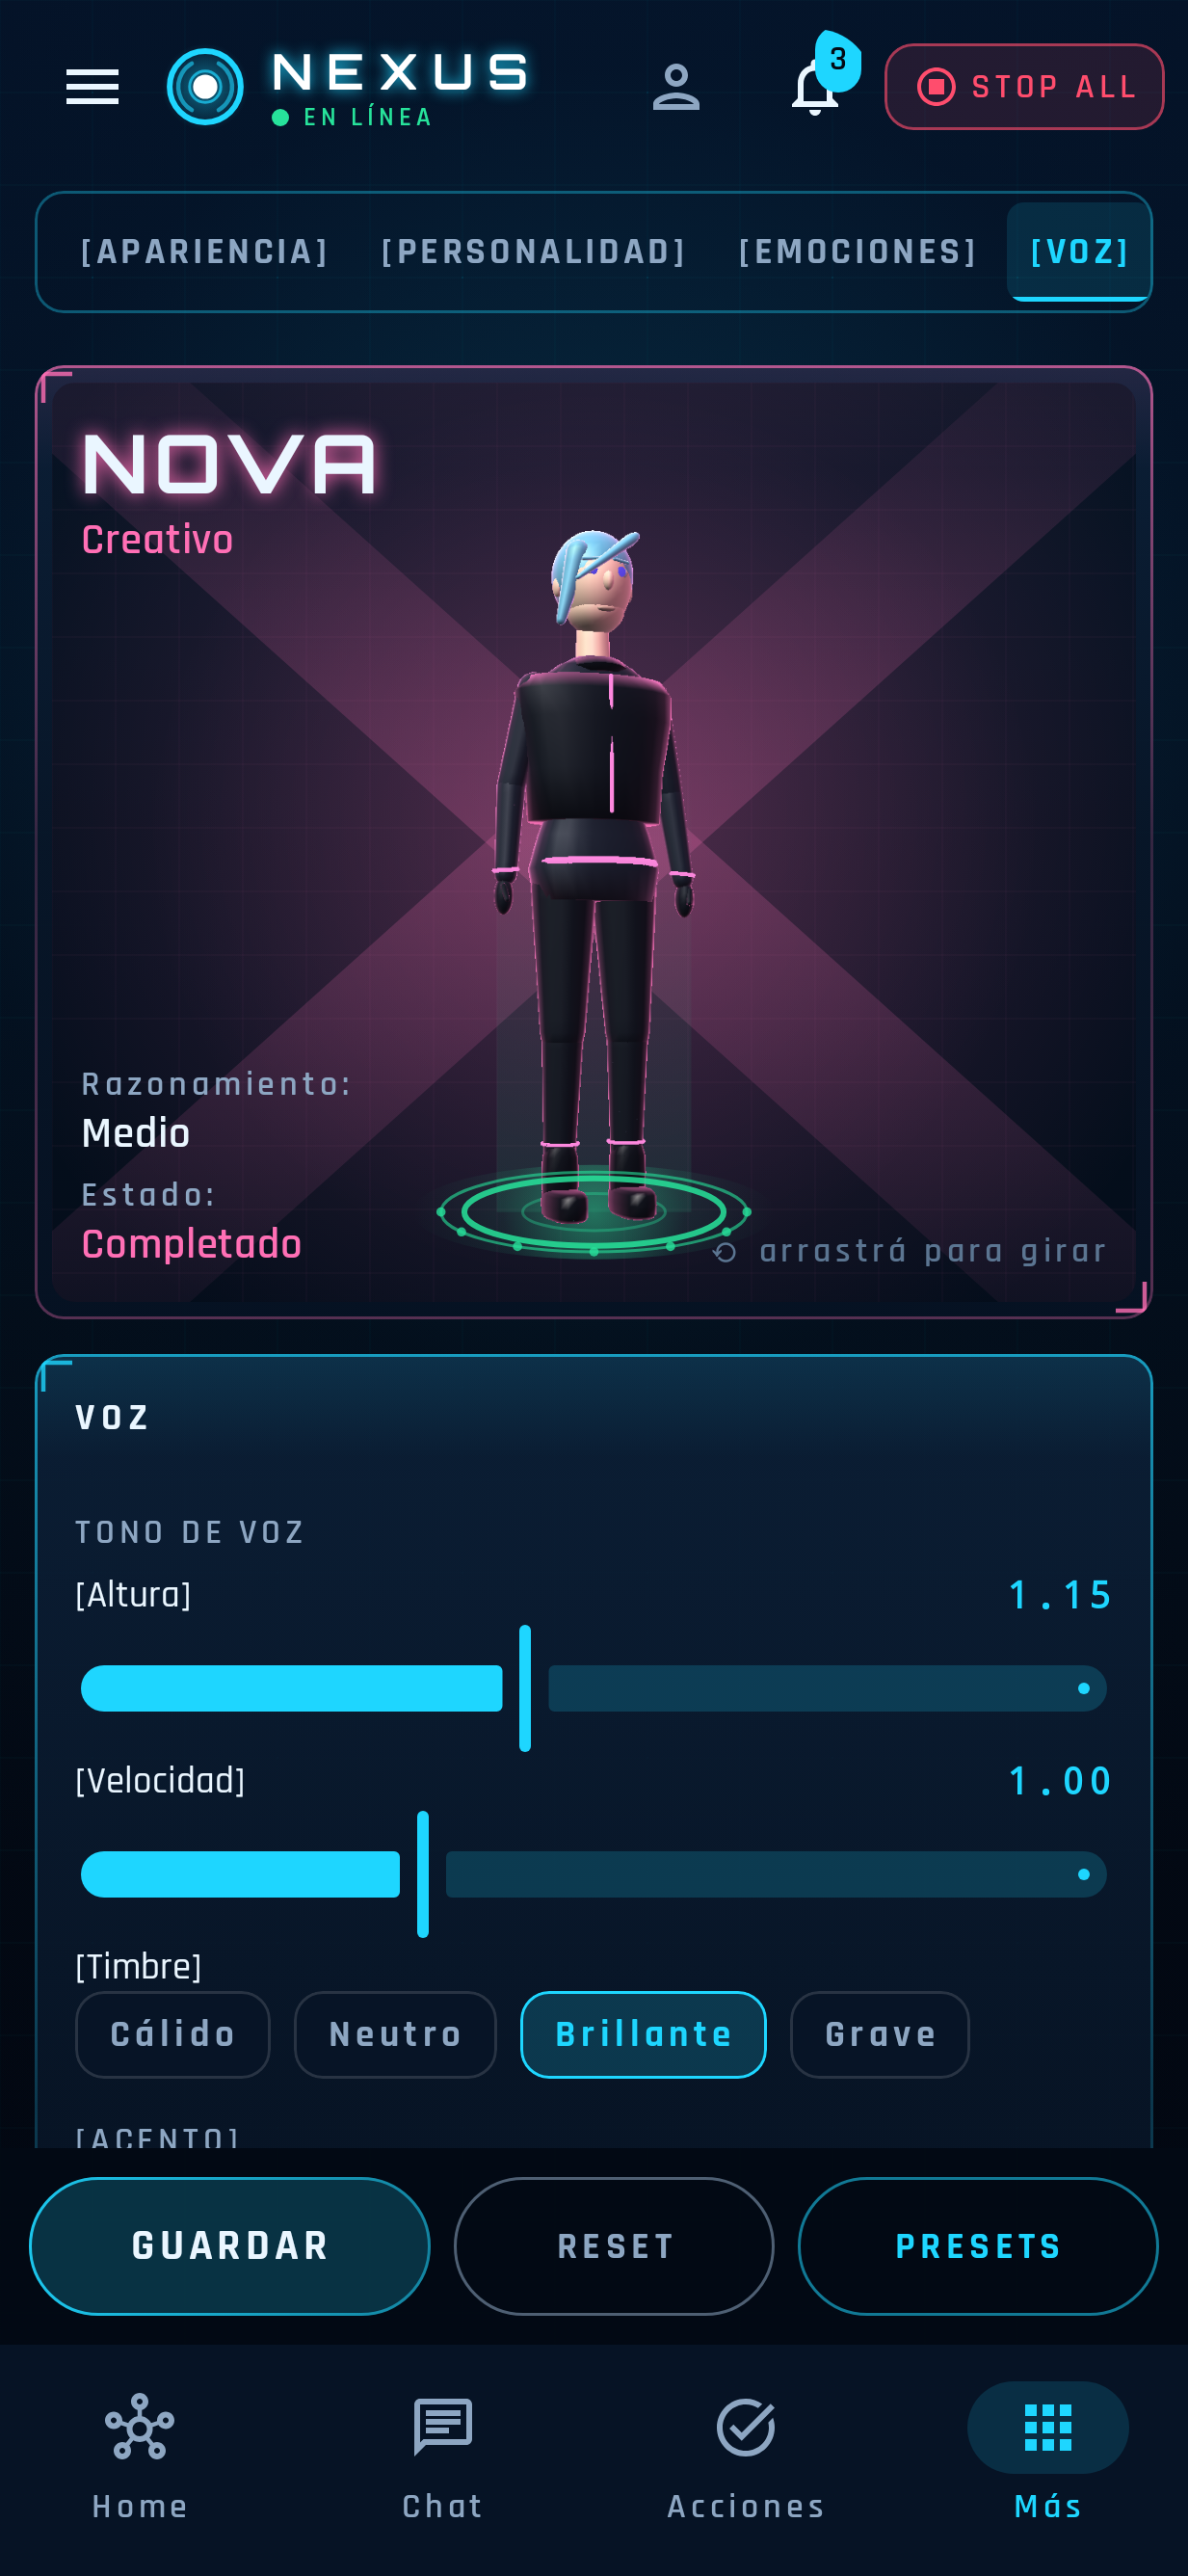 NEXUS
EN LÍNEA
3
STOP ALL
[APARIENCIA] [PERSONALIDAD] [EMOCIONES] [VOZ]
NOVA
Creativo
Razonamiento:
Medio
Estado:
Completado
arrastrá para girar
VOZ
TONO DE VOZ
[Altura] 1.15
[Velocidad] 1.00
[Timbre]
Cálido Neutro Brillante Grave
[ACENTO]
GUARDAR RESET PRESETS
Home Chat Acciones Más